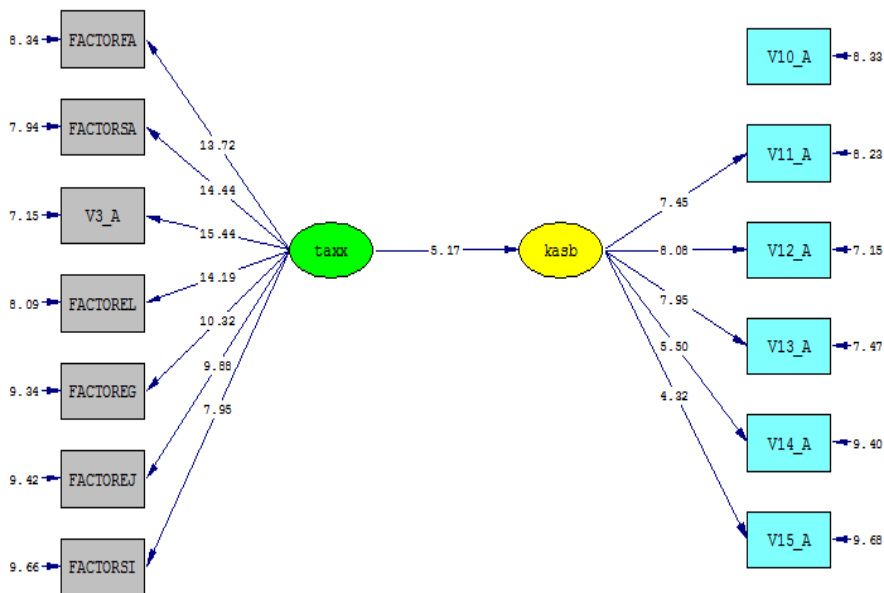 8.34
FACTORFA
7.94
FACTORSA
7.15
V3_A
8.09
FACTOREL
9.34
FACTOREG
9.42
FACTOREJ
9.66
FACTORSI
13.72
14.44
15.44
14.19
10.32
9.88
7.95
taxx
5.17
kasb
7.45
8.08
7.95
5.50
4.32
V10_A
8.33
V11_A
8.23
V12_A
7.15
V13_A
7.47
V14_A
9.40
V15_A
9.68